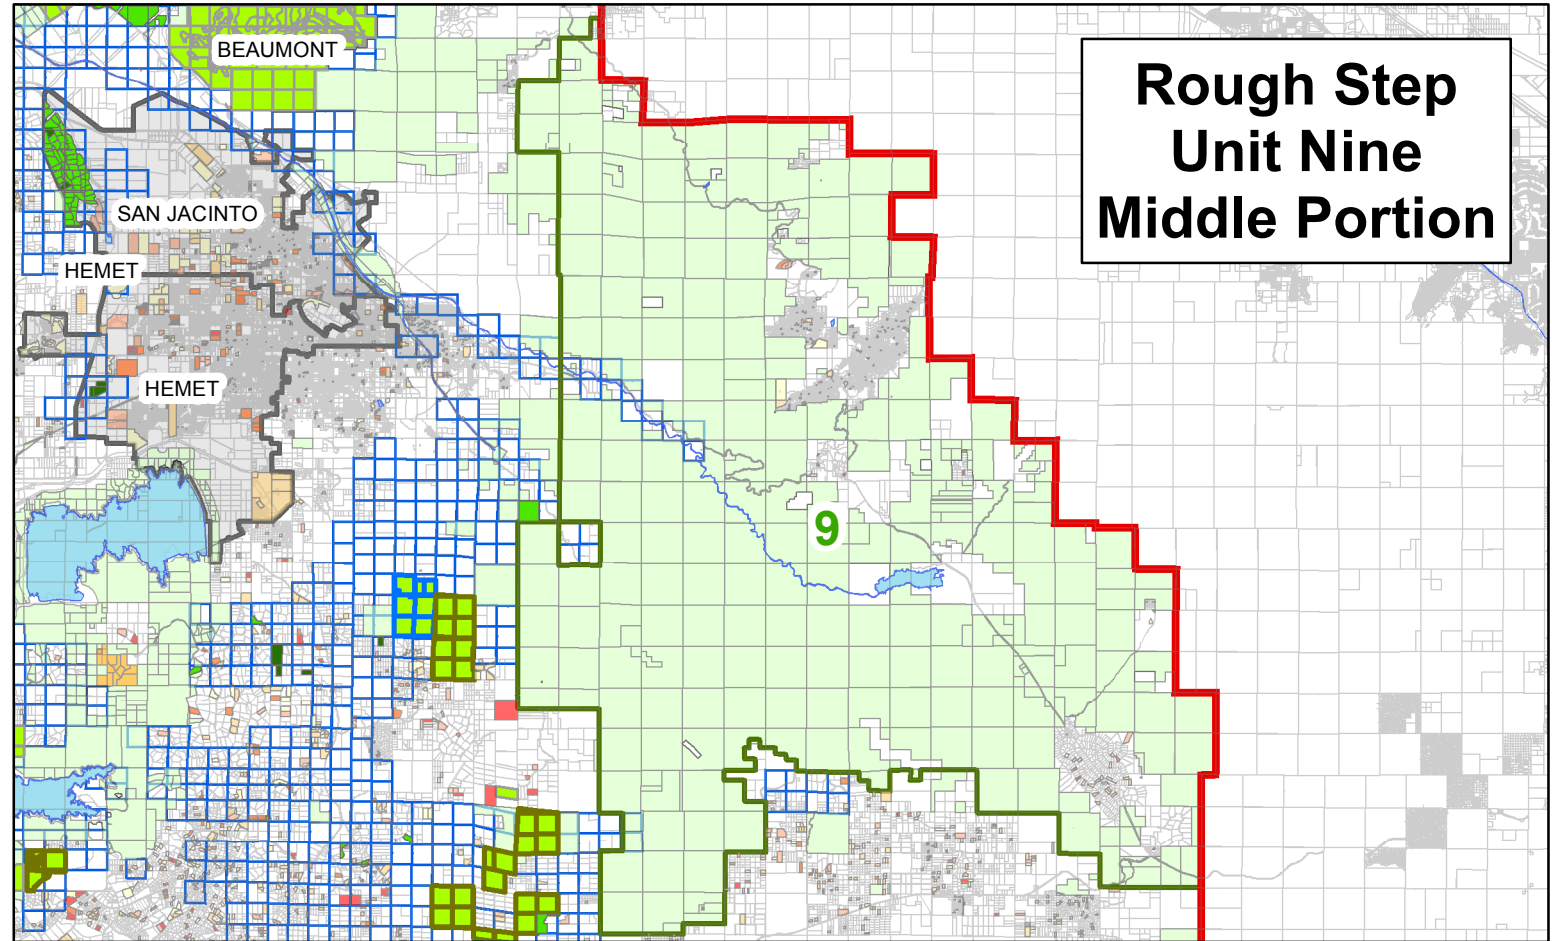 BEAUMONT
Rough Step
Unit Nine
Middle Portion
SAN JACINTO
HEMET
HEMET
9